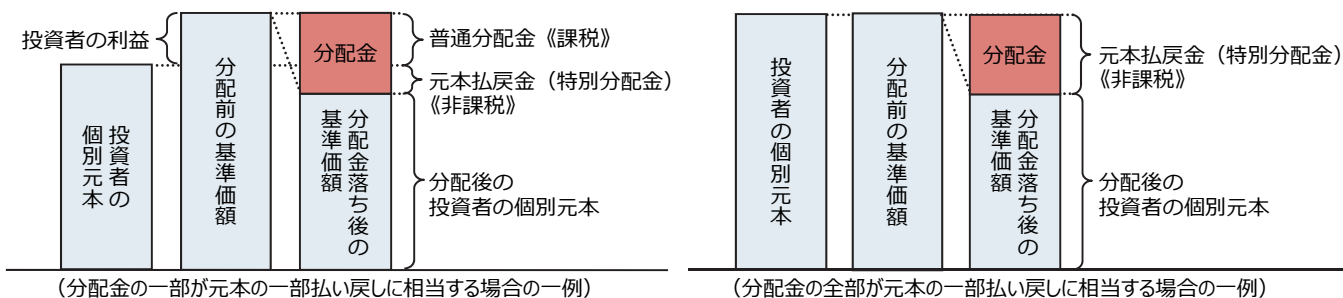 投資者の利益
投資者の
個別元本
分配前の基準価額
分配金
分配金落ち後の
基準価額
普通分配金《課税》
元本払戻金（特別分配金）
《非課税》
分配後の
投資者の個別元本
（分配金の一部が元本の一部払い戻しに相当する場合の一例）
投資者の個別元本
分配前の基準価額
分配金
分配金落ち後の
基準価額
元本払戻金（特別分配金）
《非課税》
分配後の
投資者の個別元本
（分配金の全部が元本の一部払い戻しに相当する場合の一例）